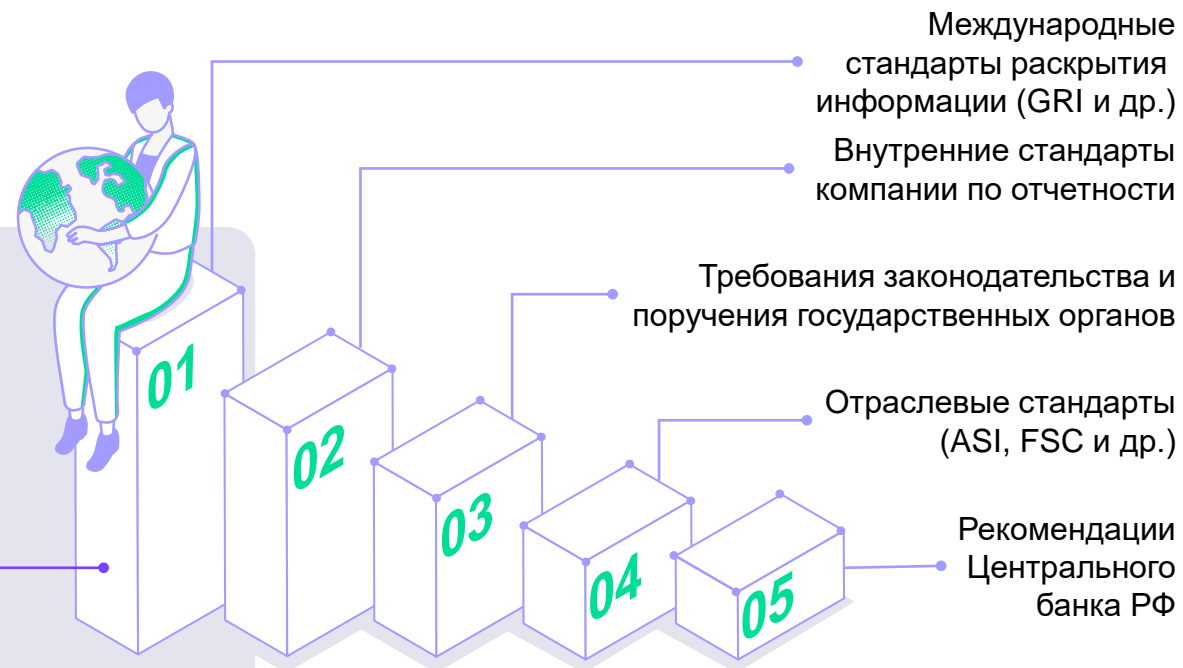 Международные
стандарты раскрытия
информации (GRI и др.)
Внутренние стандарты
компании по отчетности
Требования законодательства и
поручения государственных органов
Отраслевые стандарты
(ASI, FSC и др.)
Рекомендации
Центрального
банка РФ
01
02
03
04
05